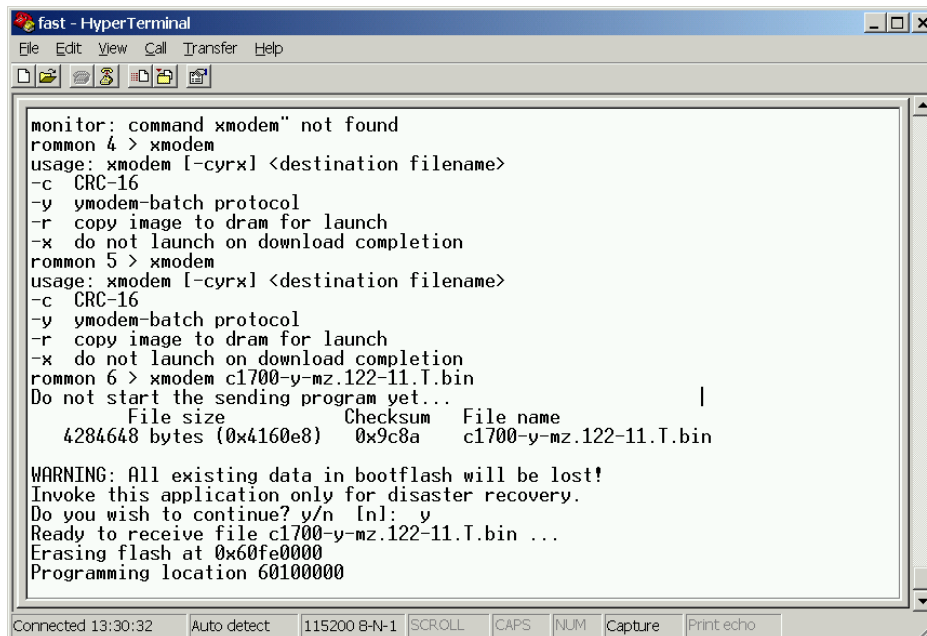 fast - HyperTerminal
File Edit View Call Transfer Help
monitor: command xmodem" not found
rommon 4 > xmodem
usage: xmodem [-cyrx] <destination filename>
-c  CRC-16
-y  ymodem-batch protocol
-r  copy image to dram for launch
-x  do not launch on download completion
rommon 5 > xmodem
usage: xmodem [-cyrx] <destination filename>
-c  CRC-16
-y  ymodem-batch protocol
-r  copy image to dram for launch
-x  do not launch on download completion
rommon 6 > xmodem c1700-y-mz.122-11.T.bin
Do not start the sending program yet...
File size           Checksum   File name
4284648 bytes (0x4160e8)   0x9c8a    c1700-y-mz.122-11.T.bin
WARNING: All existing data in bootflash will be lost!
Invoke this application only for disaster recovery.
Do you wish to continue? y/n  [n]:  y
Ready to receive file c1700-y-mz.122-11.T.bin ...
Erasing flash at 0x60fe0000
Programming location 60100000
Connected 13:30:32 Auto detect 115200 8-N-1 SCROLL CAPS NUM Capture Print echo